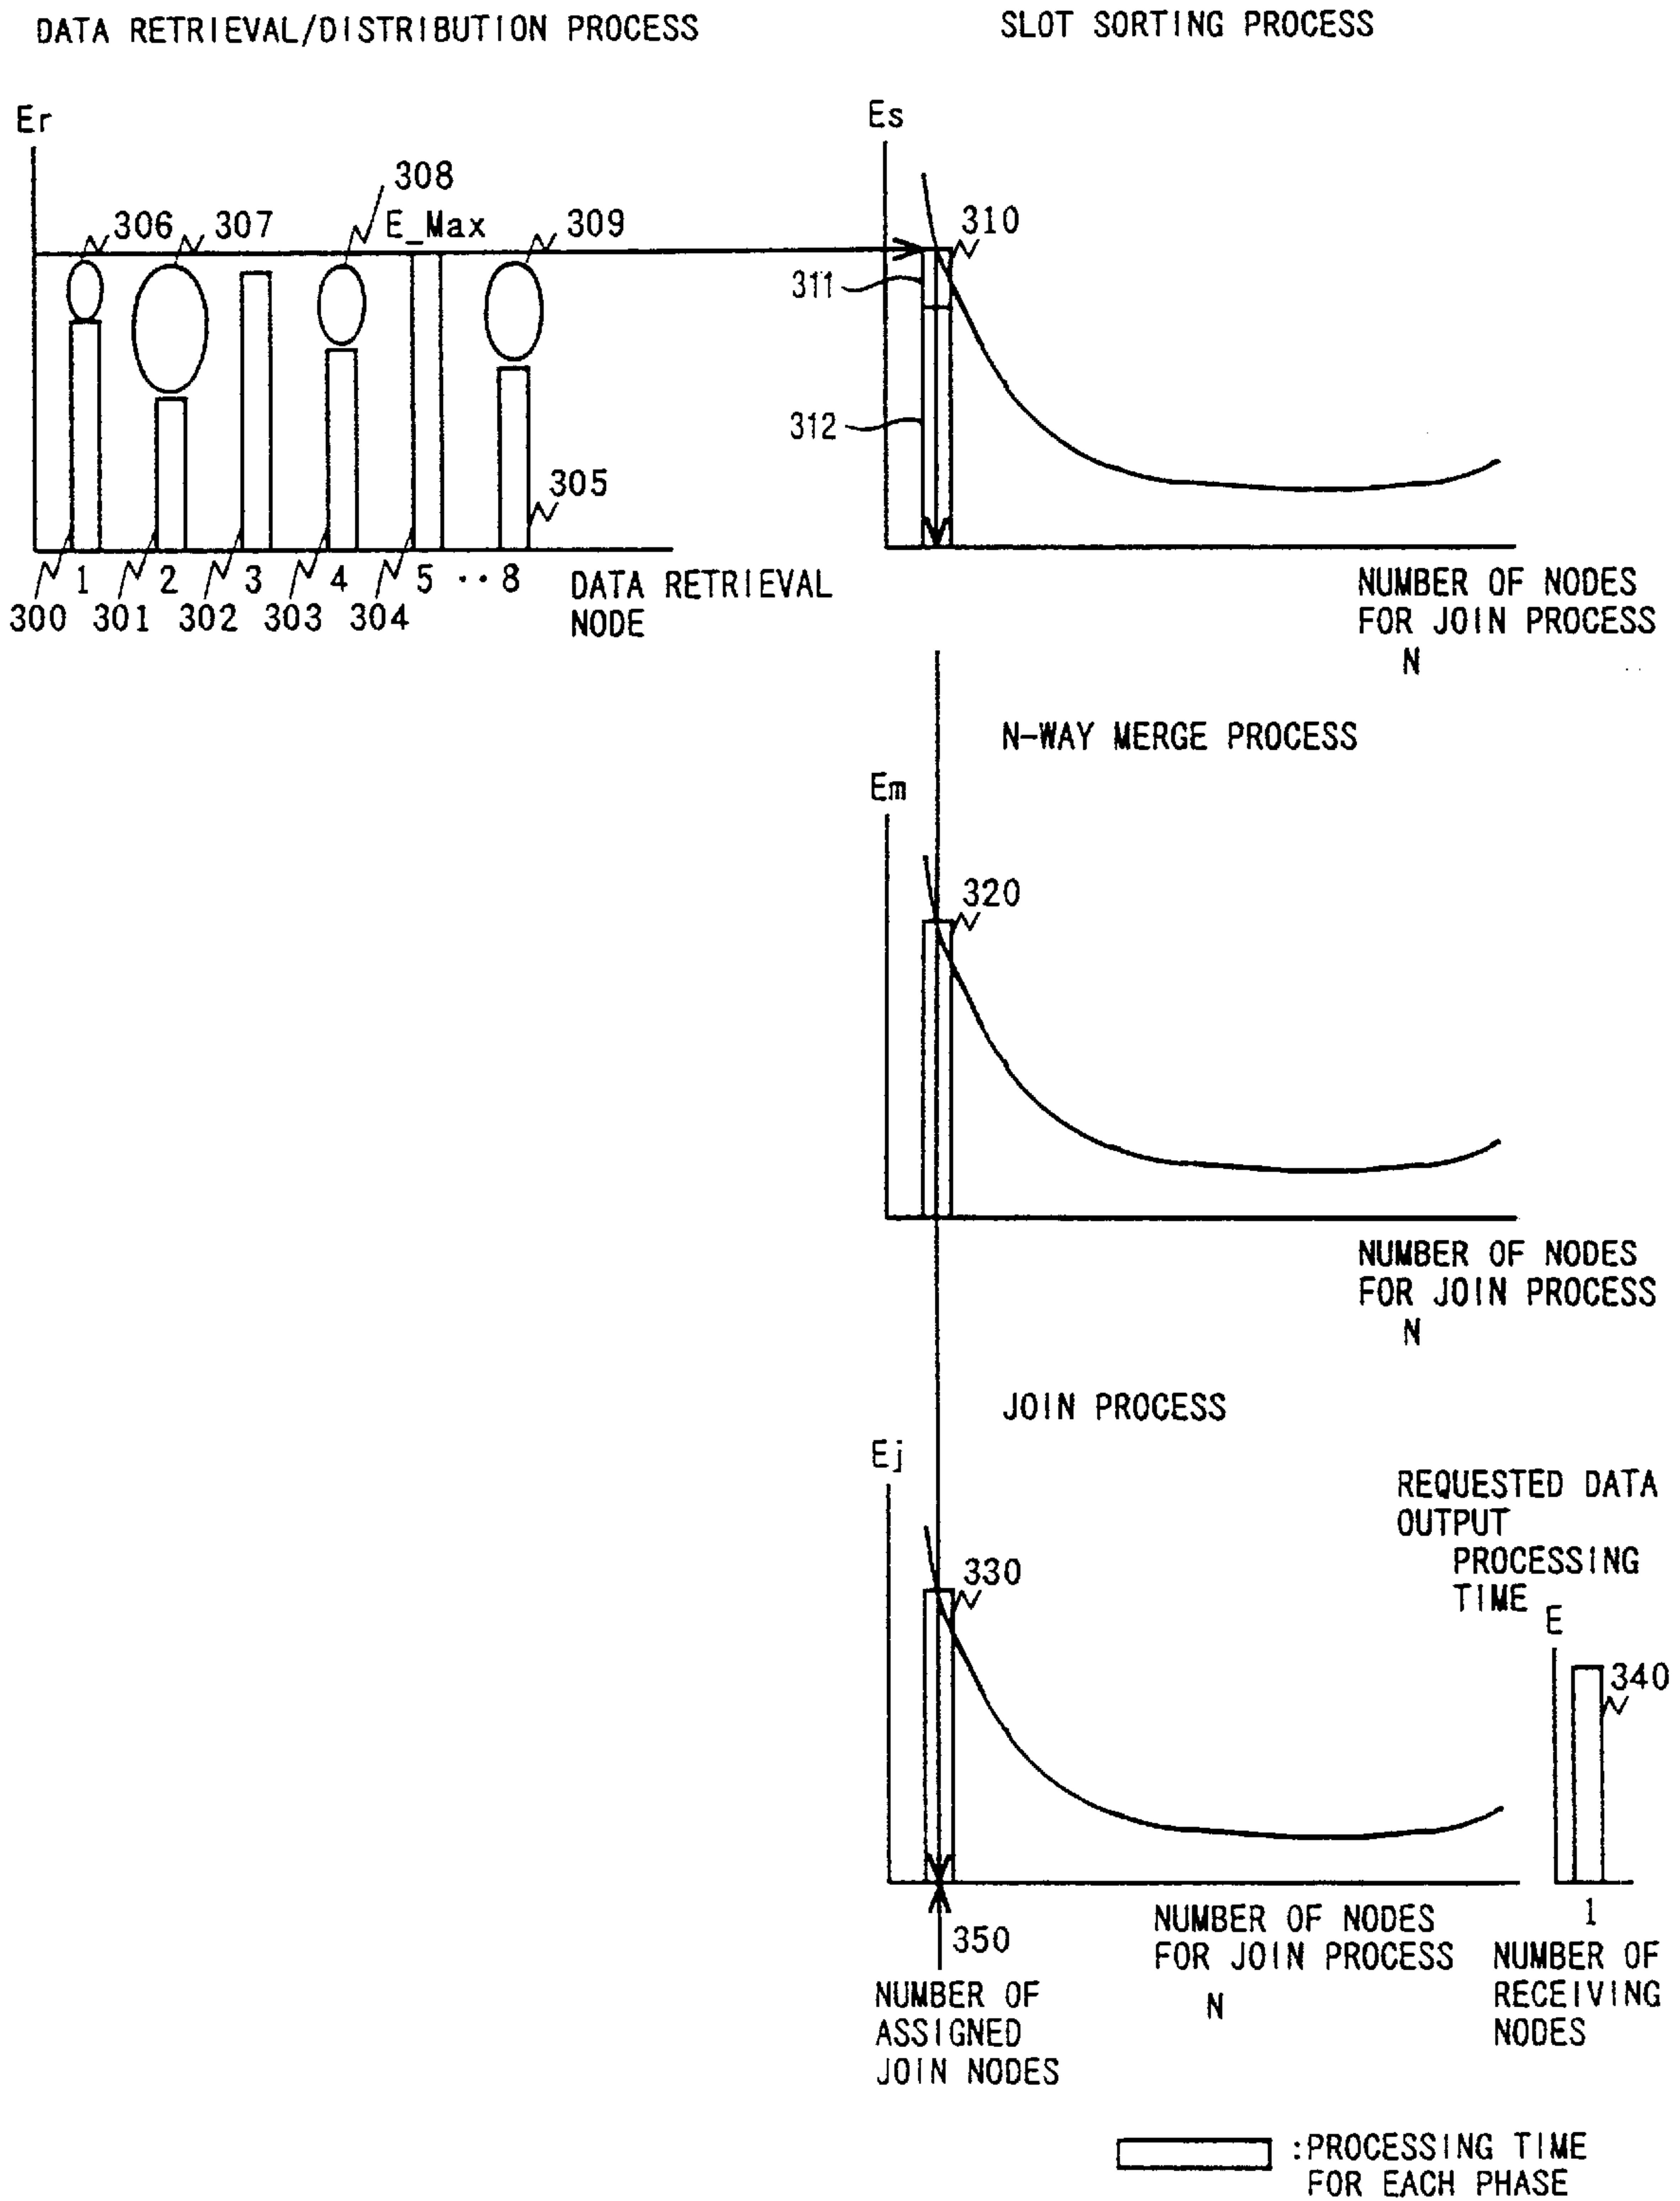 DATA RETRIEVAL/DISTRIBUTION PROCESS
Er
306
307
308
E_Max
309
305
1
2
3
4
5
··
8
DATA RETRIEVAL
NODE
300
301
302
303
304
SLOT SORTING PROCESS
Es
310
311
312
NUMBER OF NODES
FOR JOIN PROCESS
N
N-WAY MERGE PROCESS
Em
320
NUMBER OF NODES
FOR JOIN PROCESS
N
JOIN PROCESS
Ej
330
REQUESTED DATA
OUTPUT
PROCESSING
TIME
E
340
1
NUMBER OF
RECEIVING
NODES
NUMBER OF NODES
FOR JOIN PROCESS
N
350
NUMBER OF
ASSIGNED
JOIN NODES
:PROCESSING TIME
FOR EACH PHASE